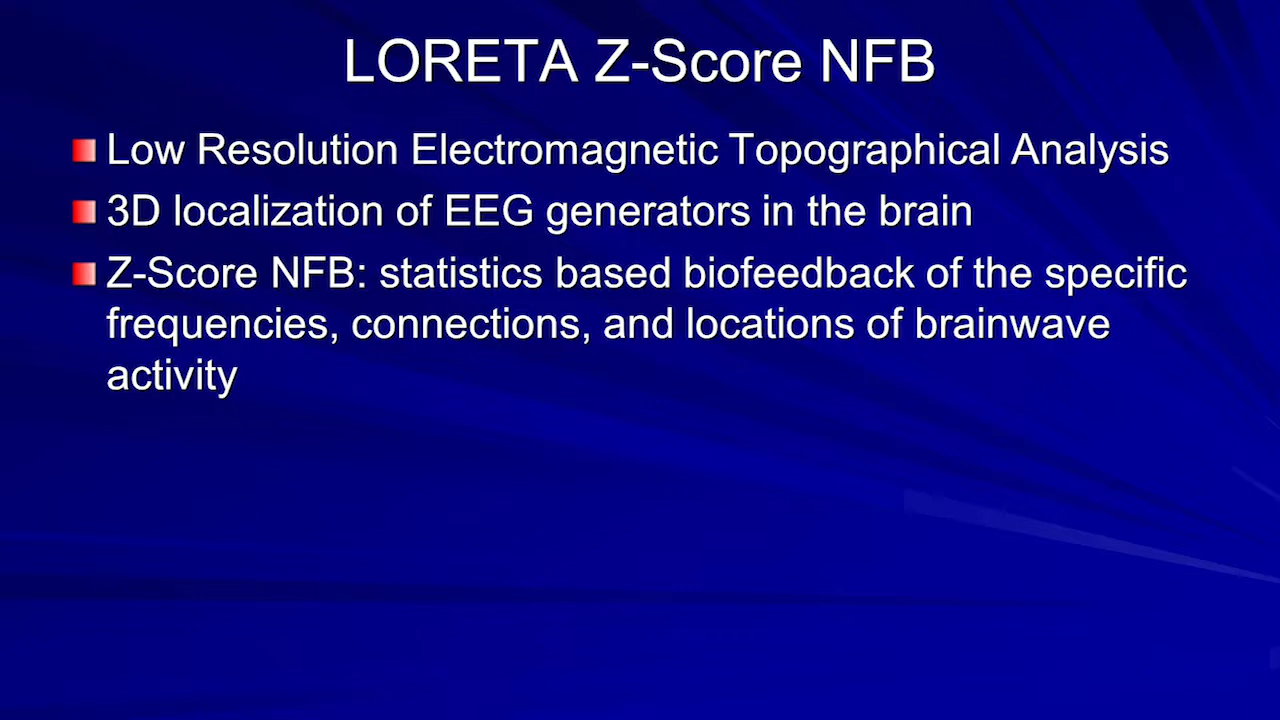 LORETA Z-Score NFB
Low Resolution Electromagnetic Topographical Analysis
3D localization of EEG generators in the brain
Z-Score NFB: statistics based biofeedback of the specific
frequencies, connections, and locations of brainwave
activity